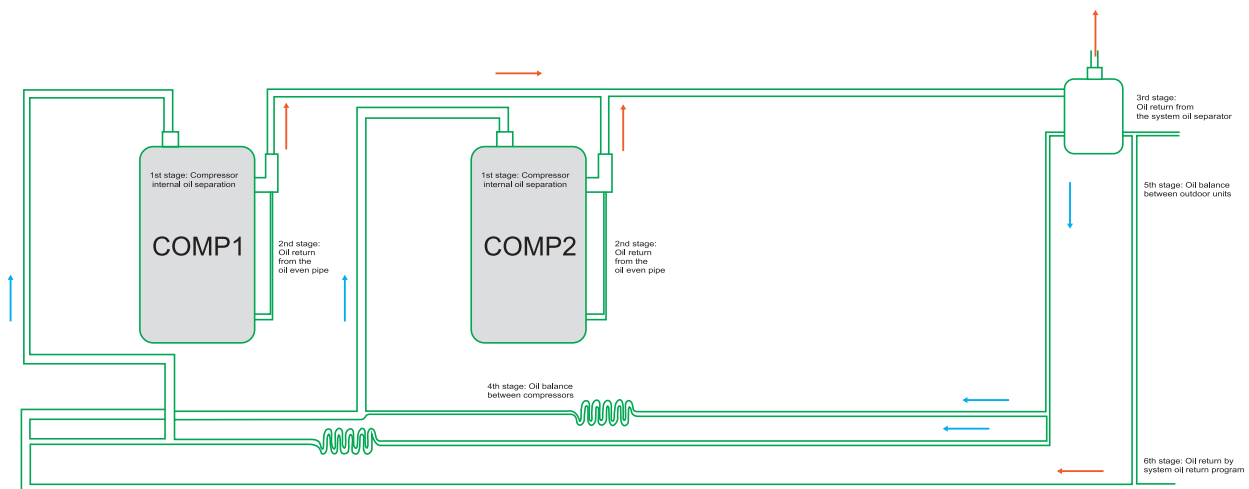 1st stage: Compressor
internal oil separation
COMP1
2nd stage:
Oil return
from the
oil even pipe
1st stage: Compressor
internal oil separation
COMP2
2nd stage:
Oil return
from the
oil even pipe
3rd stage:
Oil return from
the system oil separator
5th stage: Oil balance
between outdoor units
4th stage: Oil balance
between compressors
6th stage: Oil return by
system oil return program